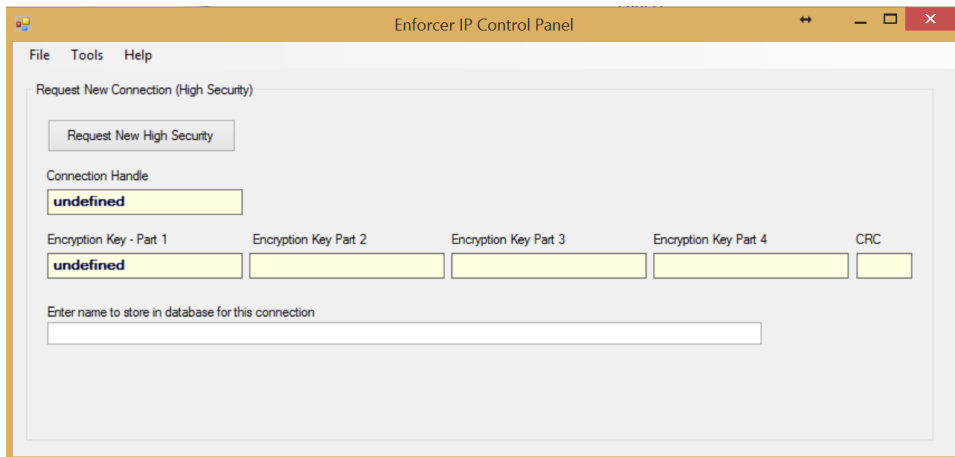 Enforcer IP Control Panel
File Tools Help
Request New Connection (High Security)
Request New High Security
Connection Handle
undefined
Encryption Key - Part 1 Encryption Key Part 2 Encryption Key Part 3 Encryption Key Part 4 CRC
undefined
Enter name to store in database for this connection